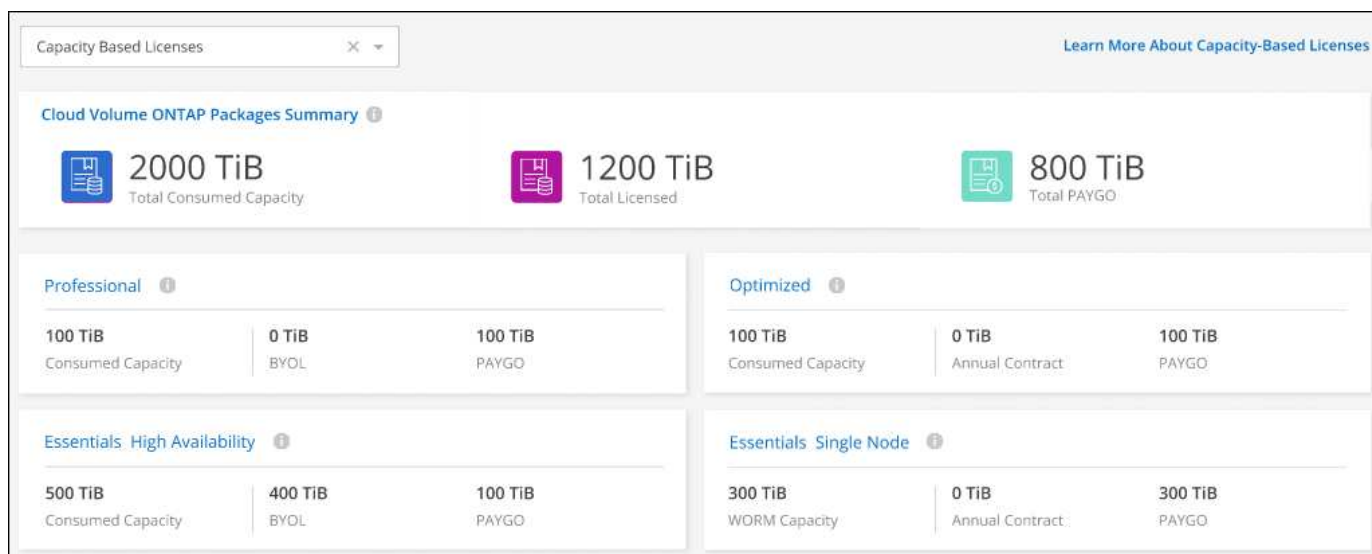 Capacity Based Licenses
Learn More About Capacity-Based Licenses
Cloud Volume ONTAP Packages Summary
2000 TiB
Total Consumed Capacity
1200 TiB
Total Licensed
800 TiB
Total PAYGO
Professional
100 TiB 0 TiB 100 TiB
Consumed Capacity BYOL PAYGO
Optimized
100 TiB 0 TiB 100 TiB
Consumed Capacity Annual Contract PAYGO
Essentials High Availability
500 TiB 400 TiB 100 TiB
Consumed Capacity BYOL PAYGO
Essentials Single Node
300 TiB 0 TiB 300 TiB
WORM Capacity Annual Contract PAYGO